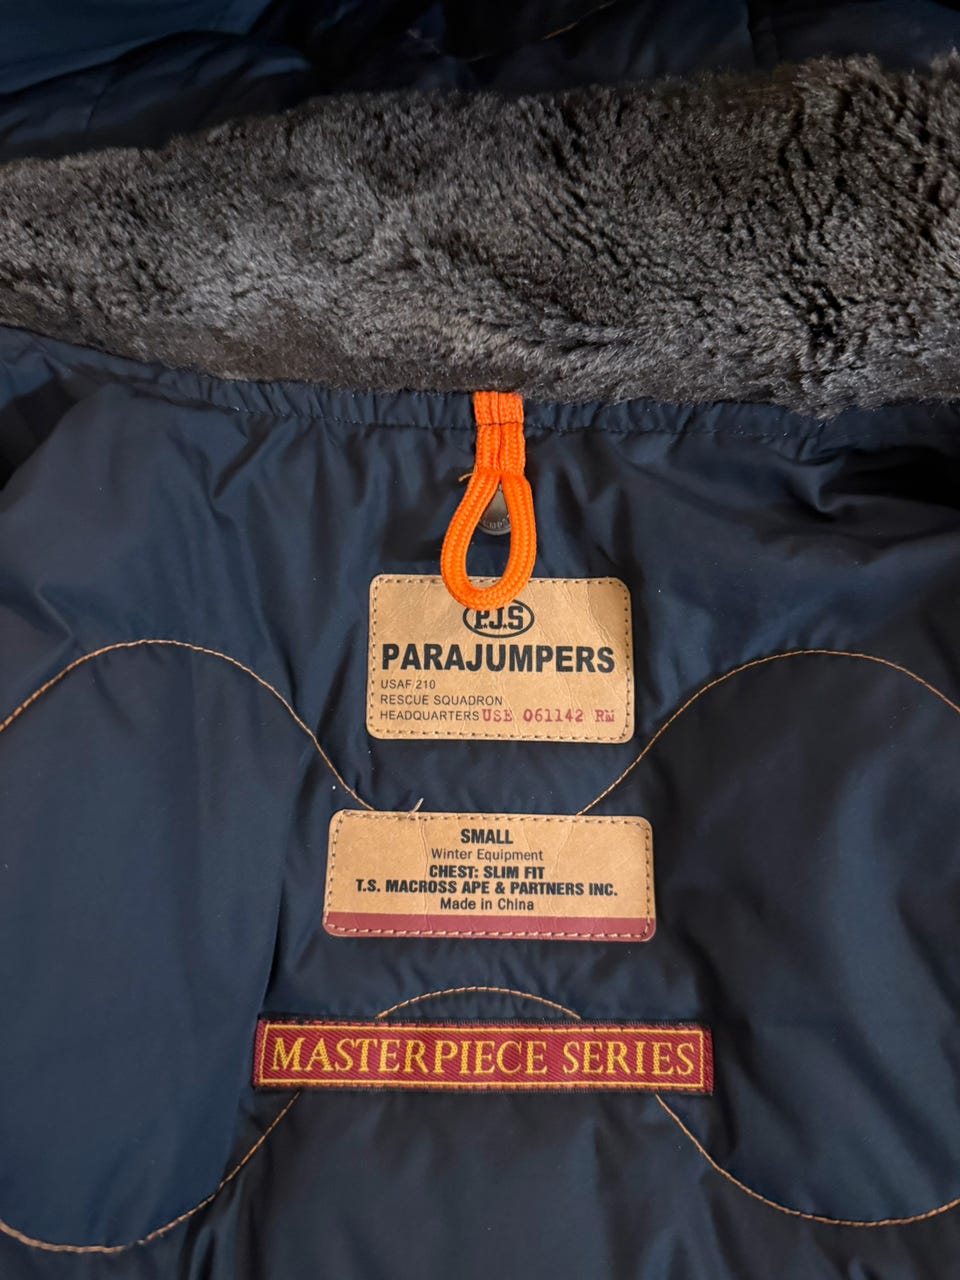 P.J.S
PARAJUMPERS
USAF 210
RESCUE SQUADRON
HEADQUARTERS USE 061142 RM
SMALL
Winter Equipment
CHEST: SLIM FIT
T.S. MACROSS APE & PARTNERS INC.
Made in China
MASTERPIECE SERIES